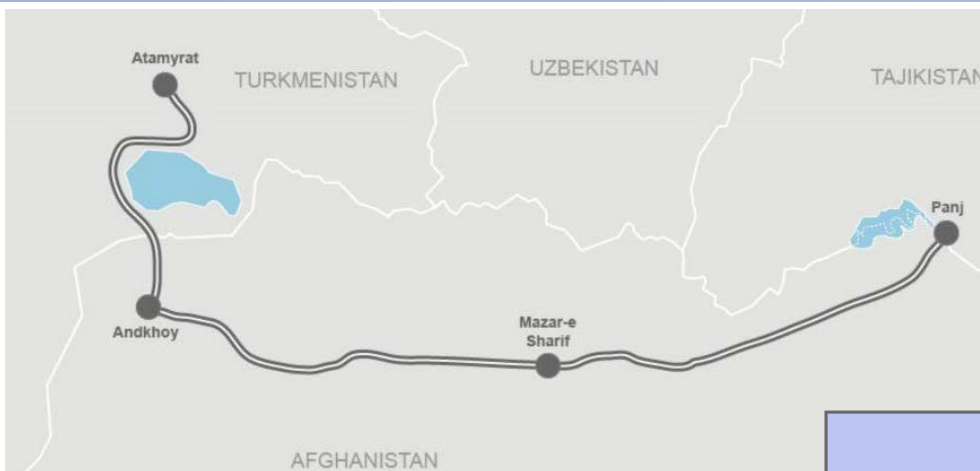 Atamyrat
TURKMENISTAN
UZBEKISTAN
TAJIKISTAN
Panj
Andkhoy
Mazar-e
Sharif
AFGHANISTAN